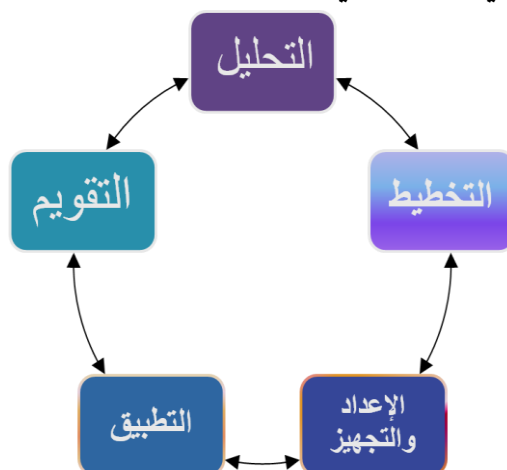 التحليل
التخطيط
الإعداد
والتجهيز
التطبيق
التقويم